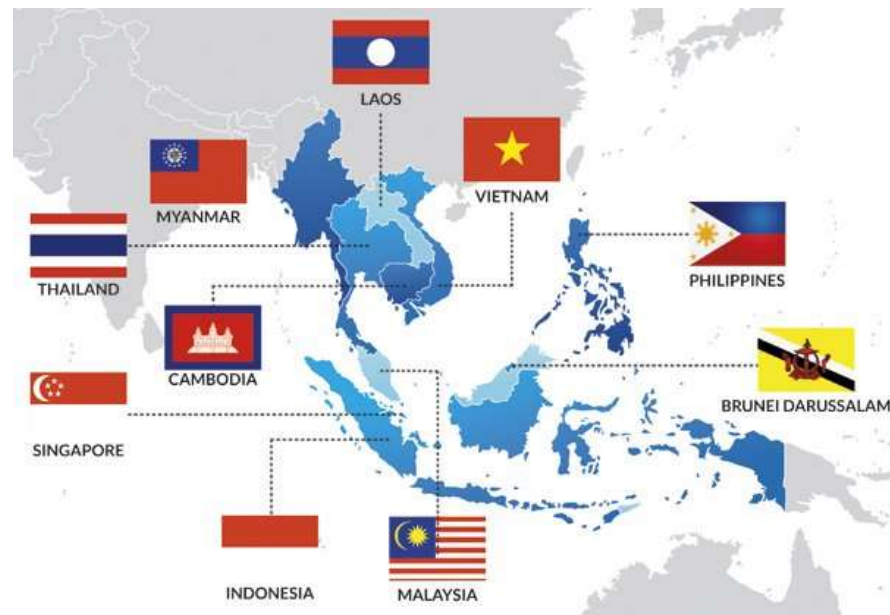 LAOS
MYANMAR
VIETNAM
THAILAND
PHILIPPINES
CAMBODIA
BRUNEI DARUSSALAM
SINGAPORE
INDONESIA
MALAYSIA